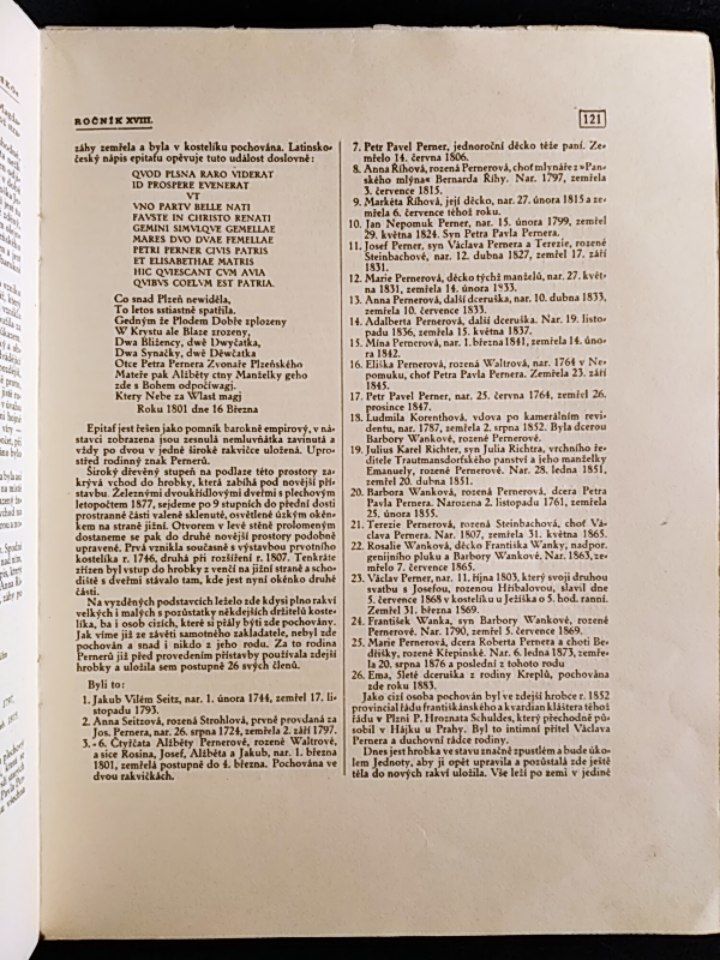 ROČNÍK XVIII.
121
záhy zemřela a byla v kostelíku pochována. Latinsko-
český nápis epitafu opěvuje tuto událost doslovně:
QVOD PLSNA RARO VIDERAT
ID PROSPERE EVENERAT
VT
VNO PARTV BELLE NATI
FAVSTE IN CHRISTO RENATI
GEMINI SIMVLQVE GEMELLAE
MARES DVO DVAE FEMELLAE
PETRI PERNER CIVIS PATRIS
ET ELISABETHAE MATRIS
HIC QVIESCANT CVM AVIA
QVIBVS COELVM EST PATRIA.
Co snad Plzeň newiděla,
To letos sstiastně spatřila.
Gedným že Plodem Dobře zplozeny
W Krystu ale Blaze zrozeny,
Dwa Bližency, dwě Dwyčatka,
Dwa Synačky, dwě Děwčatka
Otce Petra Pernera Zvonaře Plzeňského
Mateře pak Alžběty ctny Manželky geho
zde s Bohem odpočíwagj.
Ktery Nebe za Wlast magj
Roku 1801 dne 16 Března
Epitaf jest řešen jako pomník barokně empirový, v ná-
stavci zobrazena jsou zesnulá nemluvňátka zavinutá a
vždy po dvou v jedné široké rakvičce uložená. Upro-
střed rodinný znak Pernerů.
Široký dřevěný stupeň na podlaze této prostory za-
krývá vchod do hrobky, která zabíhá pod novější pří-
stavbu. Železnými dvoukřídlovými dveřmi s plechovým
letopočtem 1877, sejdeme po 9 stupních do přední dosti
prostranné části valeně sklenuté, osvětlené úzkým okén-
kem na straně jižní. Otvorem v levé stěně prolomeným
dostaneme se pak do druhé novější prostory podobně
upravené. Prvá vznikla současně s výstavbou prvotního
kostelíka r. 1746, druhá při rozšíření r. 1807. Tenkráte
zřízen byl vstup do hrobky z venčí na jižní straně a scho-
diště s dveřmi stávalo tam, kde jest nyní okénko druhé
části.
Na vyzděných podstavcích leželo zde kdysi plno rakví
velkých i malých s pozůstatky někdejších držitelů koste-
líka, ba i osob cizích, které si přály býti zde pochovány.
Jak víme již ze závěti samotného zakladatele, nebyl zde
pochován a snad i nikdo z jeho rodu. Za to rodina
Pernerů již před provedením přístavby používala zdejší
hrobky a uložila sem postupně 26 svých členů.
Byli to:
1. Jakub Vilém Seitz, nar. 1. února 1744, zemřel 17. li-
stopadu 1793.
2. Anna Seitzová, rozená Strohlová, prvně provdaná za
Jos. Pernera, nar. 26. srpna 1724, zemřela 2. září 1797.
3. - 6. Čtyřčata Alžběty Pernerové, rozené Waltrové,
a sice Rosina, Josef, Alžběta a Jakub, nar. 1. března
1801, zemřelá postupně do 4. března. Pochována ve
dvou rakvičkách.
7. Petr Pavel Perner, jednoroční děcko téže paní. Ze-
mřelo 14. června 1806.
8. Anna Říhová, rozená Pernerová, choť mlynáře z »Pan-
ského mlýna« Bernarda Říhy. Nar. 1797, zemřela
3. července 1815.
9. Markéta Říhová, její děcko, nar. 27. února 1815 a ze-
mřela 6. července téhož roku.
10. Jan Nepomuk Perner, nar. 15. února 1799, zemřel
29. května 1824. Syn Petra Pavla Pernera.
11. Josef Perner, syn Václava Pernera a Terezie, rozené
Steinbachové, nar. 12. dubna 1827, zemřel 17. září
1831.
12. Marie Pernerová, děcko týchž manželů, nar. 27. květ-
na 1831, zemřela 14. února 1933.
13. Anna Pernerová, další dceruška, nar. 10. dubna 1833,
zemřela 10. července 1833.
14. Adalberta Pernerová, další dceruška. Nar. 19. listo-
padu 1836, zemřela 15. května 1837.
15. Mína Pernerová, nar. 1. března 1841, zemřela 14. úno-
ra 1842.
16. Eliška Pernerová, rozená Waltrová, nar. 1764 v Ne-
pomuku, choť Petra Pavla Pernera. Zemřela 23. září
1845.
17. Petr Pavel Perner, nar. 25. června 1764, zemřel 26.
prosince 1847.
18. Ludmila Korenthová, vdova po kamerálním revi-
dentu, nar. 1787, zemřela 2. srpna 1852. Byla dcerou
Barbory Wankové, rozené Pernerové.
19. Julius Karel Richter, syn Julia Richtra, vrchního ře-
ditele Trautmansdorfského panství a jeho manželky
Emanuely, rozené Pernerové. Nar. 28. ledna 1851,
zemřel 20. dubna 1851.
20. Barbora Wanková, rozená Pernerová, dcera Petra
Pavla Pernera. Narozena 2. listopadu 1761, zemřela
25. února 1855.
21. Terezie Pernerová, rozená Steinbachová, choť Vá-
clava Pernera. Nar. 1807, zemřela 31. května 1865.
22. Rosalie Wanková, děcko Františka Wanky, nadpor.
genijního pluku a Barbory Wankové. Nar. 1863, ze-
mřelo 7. července 1865.
23. Václav Perner, nar. 11. října 1803, který svoji druhou
svatbu s Josefou, rozenou Hřibalovou, slavil dne
5. července 1868 v kostelíku u Ježíška o 5. hod. ranní.
Zemřel 31. března 1869.
24. František Wanka, syn Barbory Wankové, rozené
Pernerové. Nar. 1790, zemřel 5. července 1869.
25. Marie Pernerová, dcera Roberta Pernera a choti Be-
dřišky, rozené Křepinské. Nar. 6. ledna 1873, zemře-
la 20. srpna 1876 a poslední z tohoto rodu
26. Ema, 5letá dceruška z rodiny Kreplů, pochována
zde roku 1883.
Jako cizí osoba pochován byl ve zdejší hrobce r. 1852
provinciál řádu františkánského a kvardian kláštera téhož
řádu v Plzni P. Hroznata Schuldes, který přechodně pů-
sobil v Hájku u Prahy. Byl to intimní přítel Václava
Pernera a duchovní rádce rodiny.
Dnes jest hrobka ve stavu značně zpustlém a bude úko-
lem Jednoty, aby ji opět upravila a pozůstalá zde ještě
těla do nových rakví uložila. Vše leží po zemi v jediné